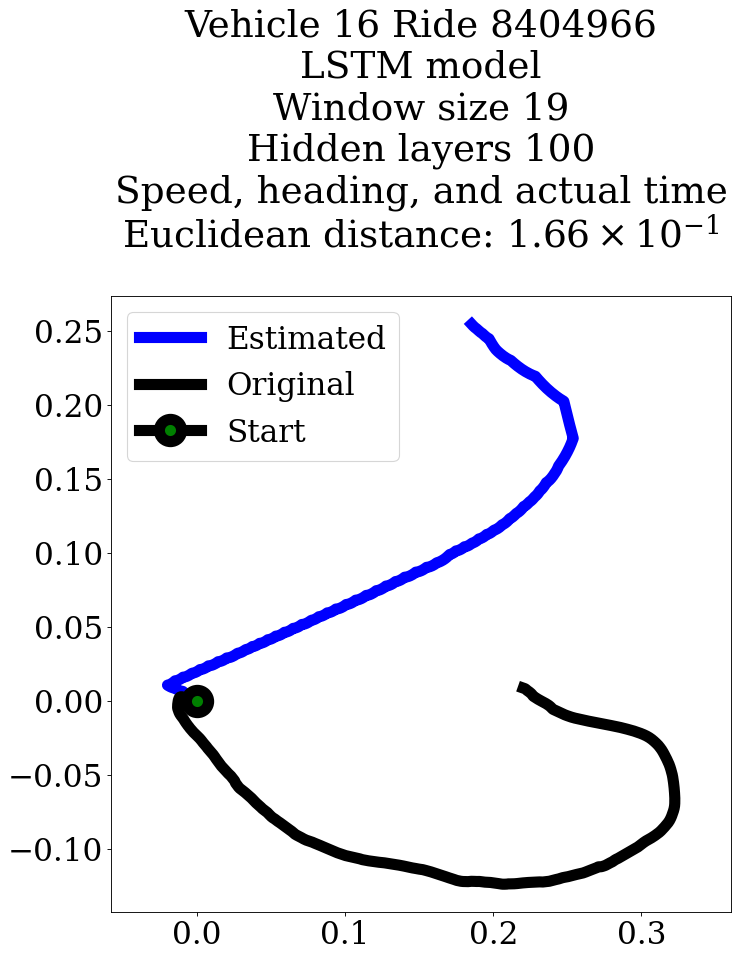 Vehicle 16 Ride 8404966
LSTM model
Window size 19
Hidden layers 100
Speed, heading, and actual time
Euclidean distance: 1.66 × 10⁻¹
Estimated
Original
Start
0.25
0.20
0.15
0.10
0.05
0.00
−0.05
−0.10
0.0 0.1 0.2 0.3